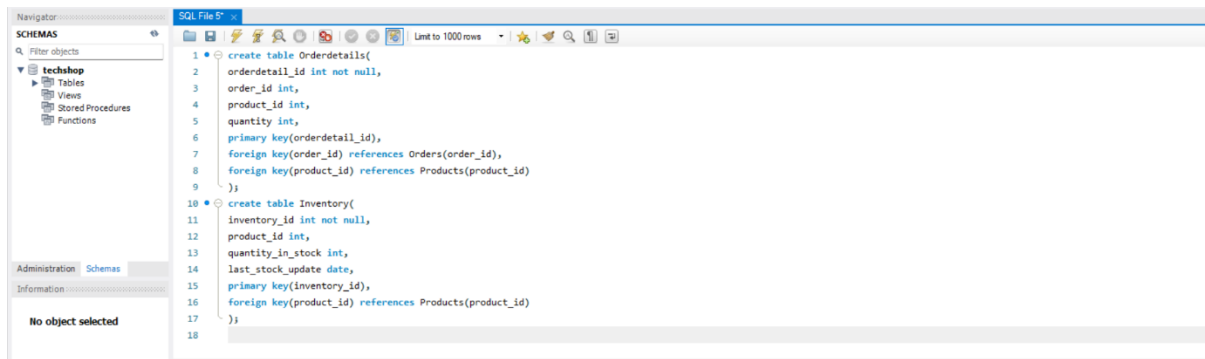 Navigator
SCHEMAS
Filter objects
techshop
Tables
Views
Stored Procedures
Functions
Administration Schemas
Information
No object selected
SQL File 5*
Limit to 1000 rows
1 create table Orderdetails(
2 orderdetail_id int not null,
3 order_id int,
4 product_id int,
5 quantity int,
6 primary key(orderdetail_id),
7 foreign key(order_id) references Orders(order_id),
8 foreign key(product_id) references Products(product_id)
9 );
10 create table Inventory(
11 inventory_id int not null,
12 product_id int,
13 quantity_in_stock int,
14 last_stock_update date,
15 primary key(inventory_id),
16 foreign key(product_id) references Products(product_id)
17 );
18